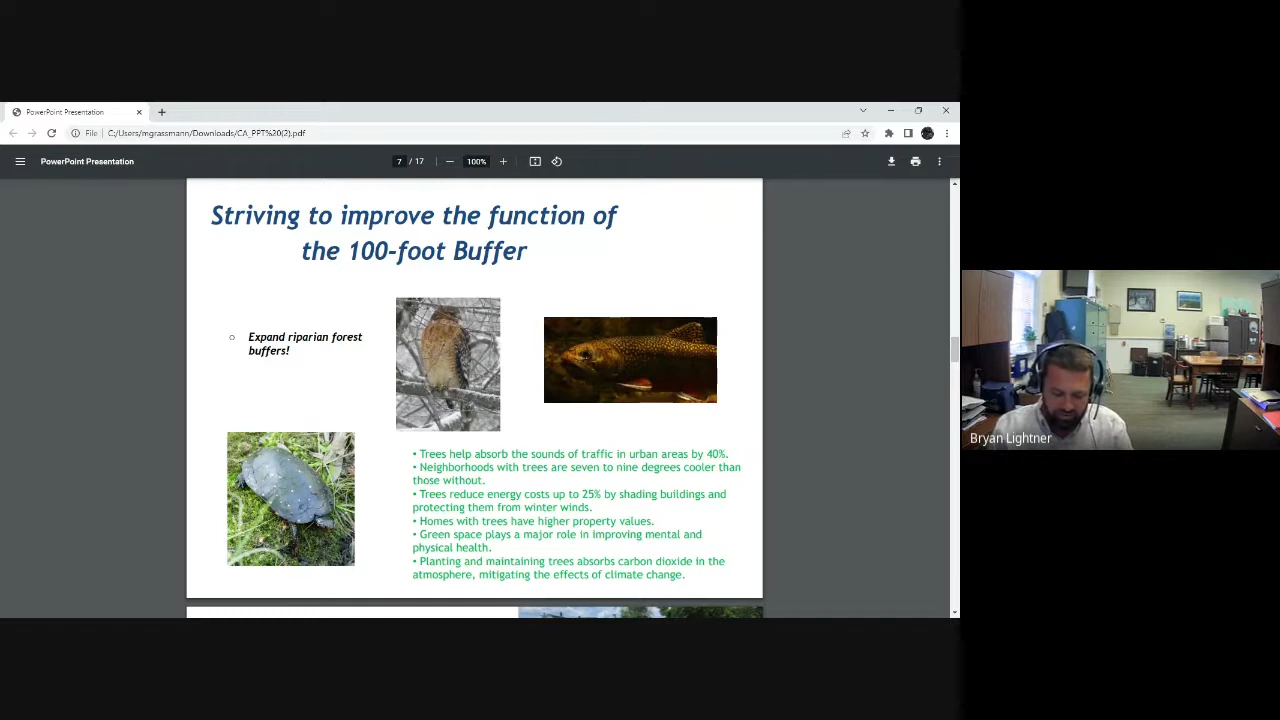 PowerPoint Presentation
File
C:/Users/mgrassmann/Downloads/CA_PPT%20(2).pdf
PowerPoint Presentation
7 / 17
100%
Striving to improve the function of
the 100-foot Buffer
Expand riparian forest
buffers!
• Trees help absorb the sounds of traffic in urban areas by 40%.
• Neighborhoods with trees are seven to nine degrees cooler than
those without.
• Trees reduce energy costs up to 25% by shading buildings and
protecting them from winter winds.
• Homes with trees have higher property values.
• Green space plays a major role in improving mental and
physical health.
• Planting and maintaining trees absorbs carbon dioxide in the
atmosphere, mitigating the effects of climate change.
Bryan Lightner